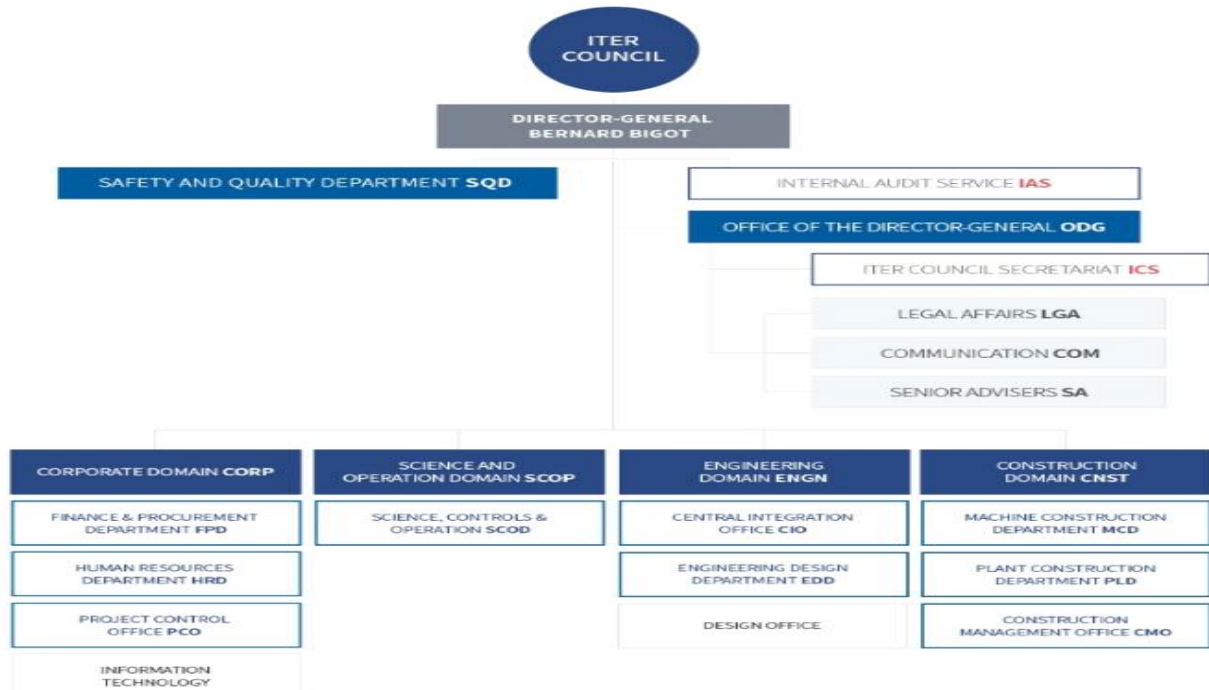 ITER
COUNCIL
DIRECTOR-GENERAL
BERNARD BIGOT
SAFETY AND QUALITY DEPARTMENT SQD
INTERNAL AUDIT SERVICE IAS
OFFICE OF THE DIRECTOR-GENERAL ODG
ITER COUNCIL SECRETARIAT ICS
LEGAL AFFAIRS LGA
COMMUNICATION COM
SENIOR ADVISERS SA
CORPORATE DOMAIN CORP
FINANCE & PROCUREMENT
DEPARTMENT FPD
HUMAN RESOURCES
DEPARTMENT HRD
PROJECT CONTROL
OFFICE PCO
INFORMATION
TECHNOLOGY
SCIENCE AND
OPERATION DOMAIN SCOP
SCIENCE, CONTROLS &
OPERATION SCOD
ENGINEERING
DOMAIN ENGN
CENTRAL INTEGRATION
OFFICE CIO
ENGINEERING DESIGN
DEPARTMENT EDD
DESIGN OFFICE
CONSTRUCTION
DOMAIN CNST
MACHINE CONSTRUCTION
DEPARTMENT MCD
PLANT CONSTRUCTION
DEPARTMENT PLD
CONSTRUCTION
MANAGEMENT OFFICE CMO